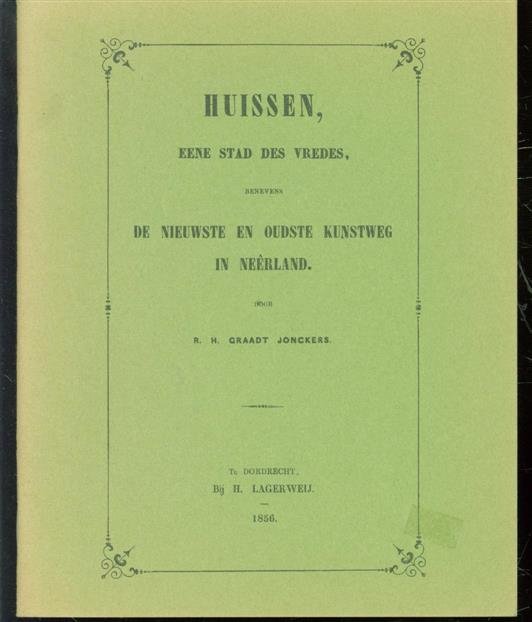 HUISSEN,
EENE STAD DES VREDES,
BENEVENS
DE NIEUWSTE EN OUDSTE KUNSTWEG
IN NEÊRLAND.
DOOR
R. H. GRAADT JONCKERS.
Te DORDRECHT,
Bij H. LAGERWEIJ.
1856.